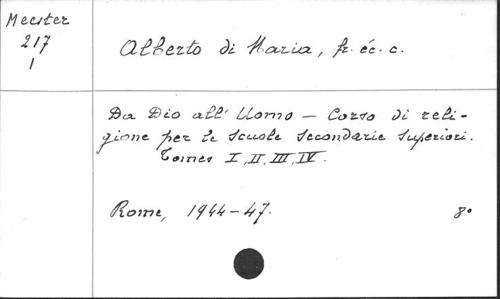 Meester
217
1
Alberto di Maria, fr. éc. c.
Da Dio all' Uomo — Corso di reli-
gione per le scuole secondarie superiori.
Tomes I, II, III, IV.
Rome, 1944-47.
8°